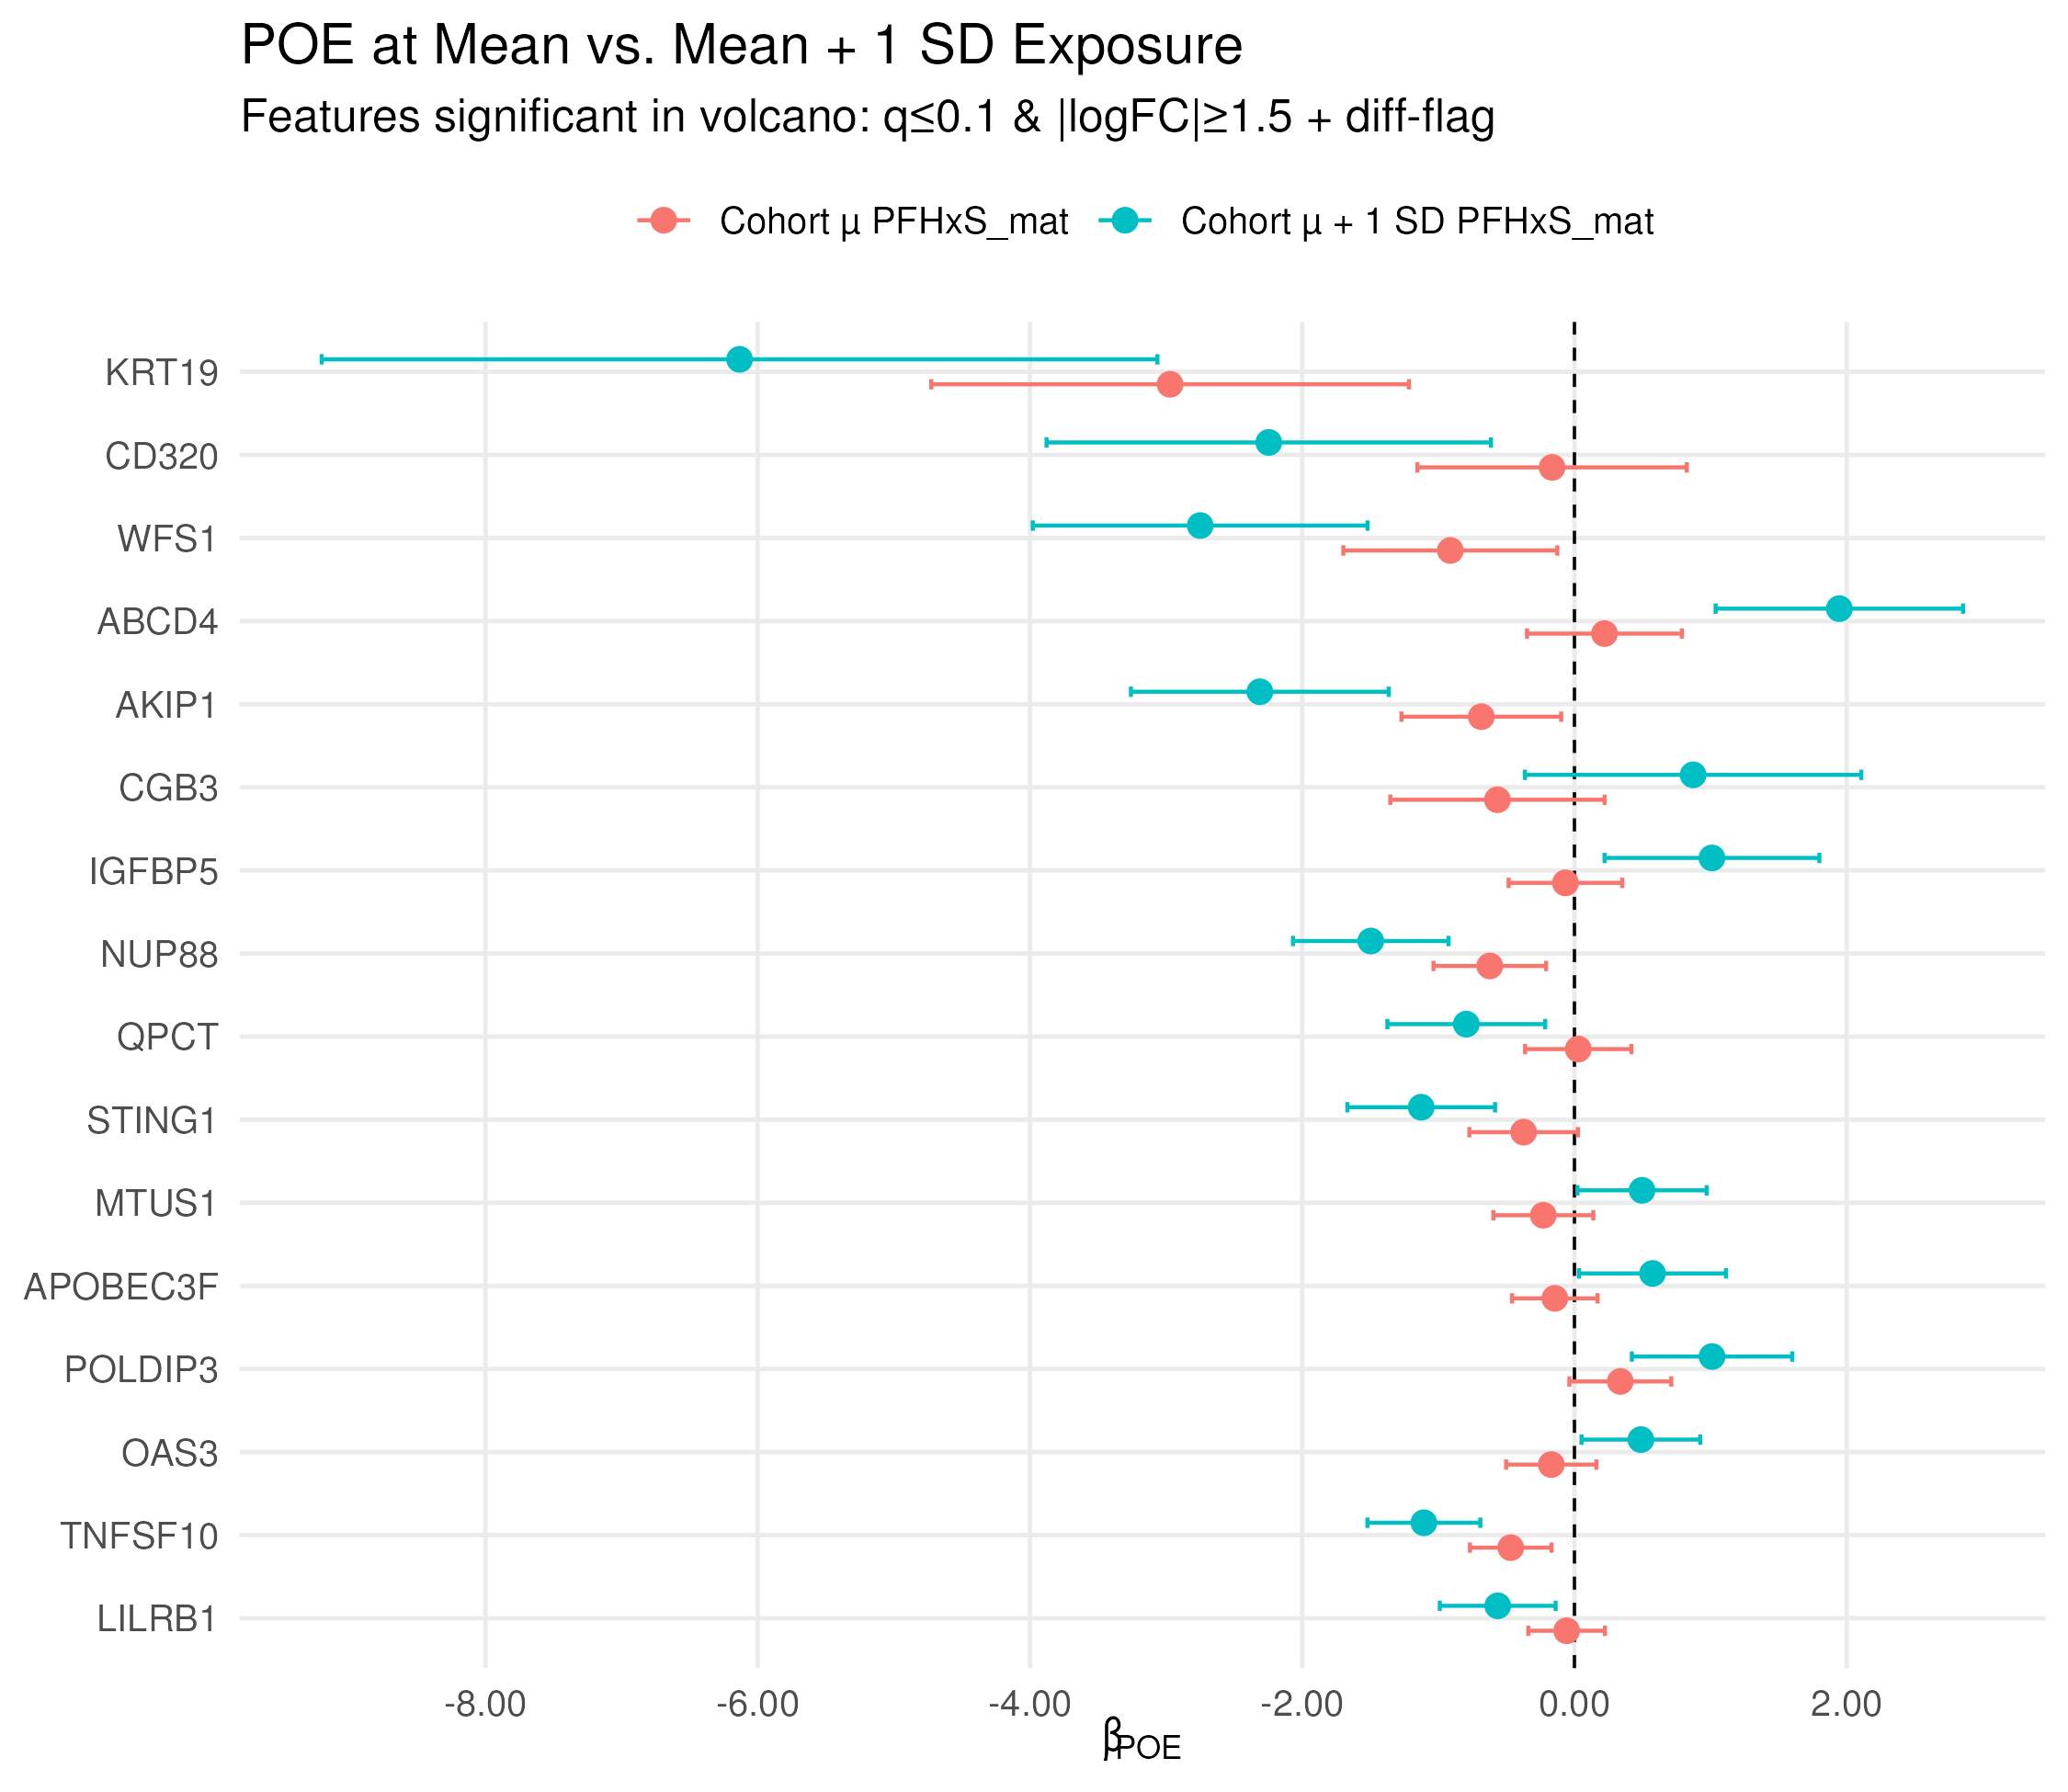 POE at Mean vs. Mean + 1 SD Exposure
Features significant in volcano: q≤0.1 & |logFC|≥1.5 + diff-flag
Cohort µ PFHxS_mat Cohort µ + 1 SD PFHxS_mat
KRT19
CD320
WFS1
ABCD4
AKIP1
CGB3
IGFBP5
NUP88
QPCT
STING1
MTUS1
APOBEC3F
POLDIP3
OAS3
TNFSF10
LILRB1
-8.00 -6.00 -4.00 -2.00 0.00 2.00
βPOE